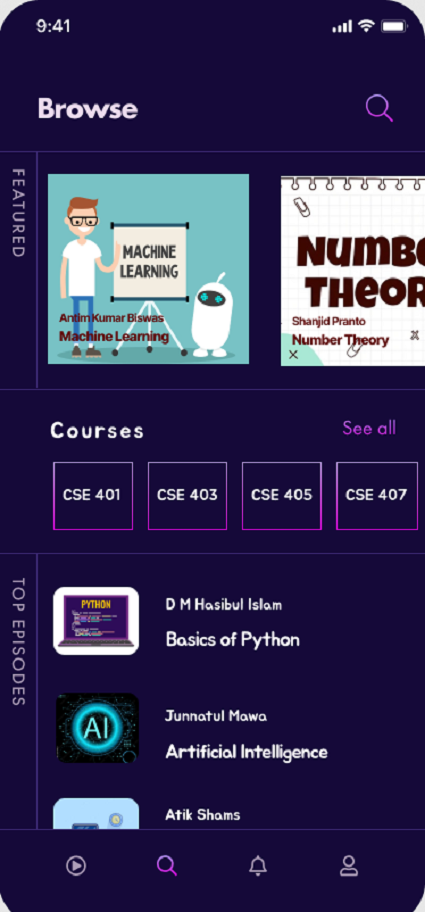 9:41
Browse
FEATURED
MACHINE
LEARNING
Antim Kumar Biswas
Machine Learning
NUMBE
THEOR
Shanjid Pranto
Number Theory
Courses
See all
CSE 401
CSE 403
CSE 405
CSE 407
TOP EPISODES
PYTHON
D M Hasibul Islam
Basics of Python
AI
Junnatul Mawa
Artificial Intelligence
Atik Shams